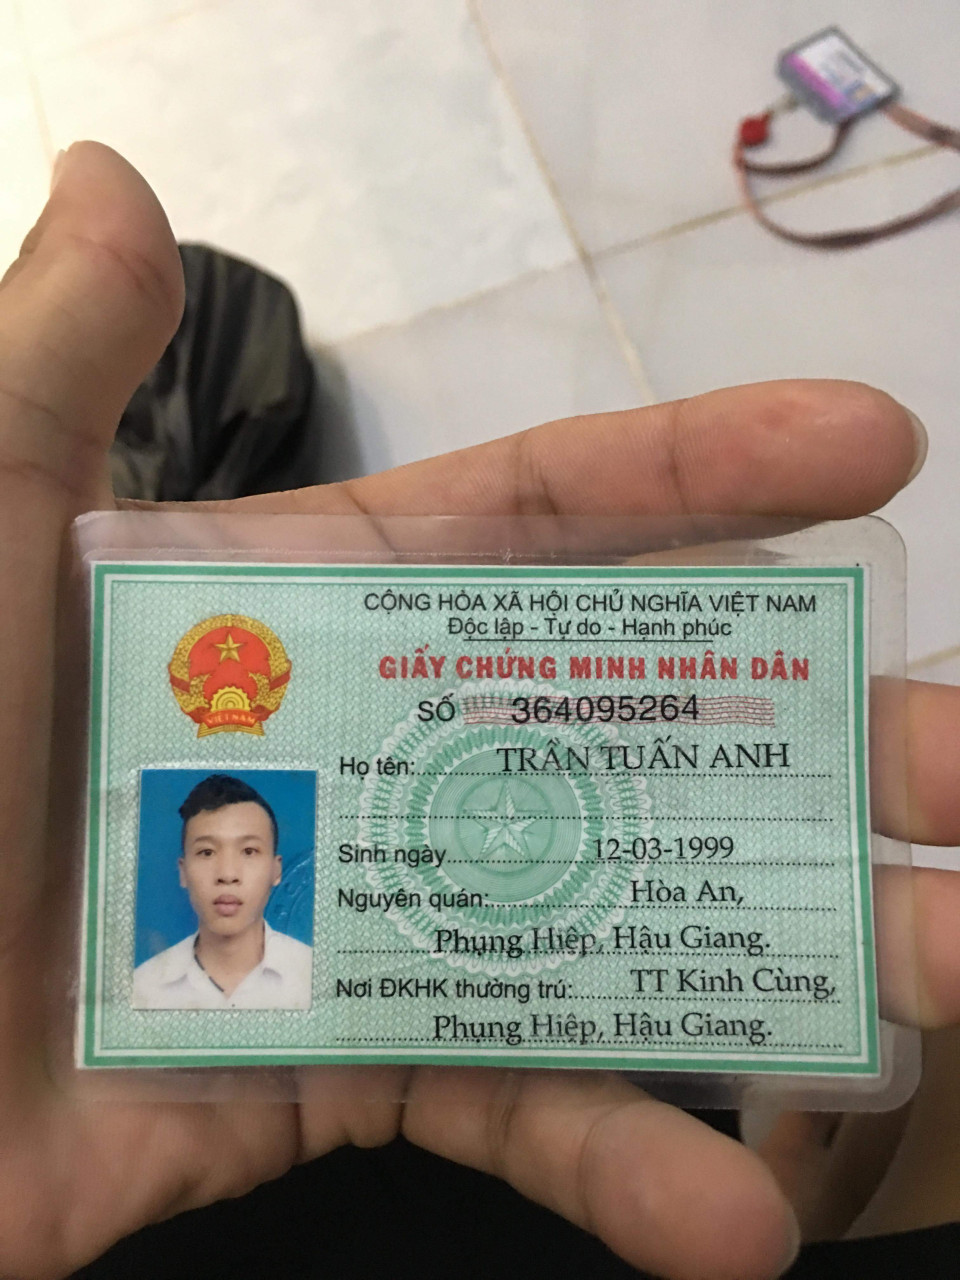 CỘNG HÒA XÃ HỘI CHỦ NGHĨA VIỆT NAM
Độc lập - Tự do - Hạnh phúc
GIẤY CHỨNG MINH NHÂN DÂN
SỐ 364095264
Họ tên: TRẦN TUẤN ANH
Sinh ngày 12-03-1999
Nguyên quán: Hòa An,
Phụng Hiệp, Hậu Giang.
Nơi ĐKHK thường trú: TT Kinh Cùng,
Phụng Hiệp, Hậu Giang.
VIỆT NAM